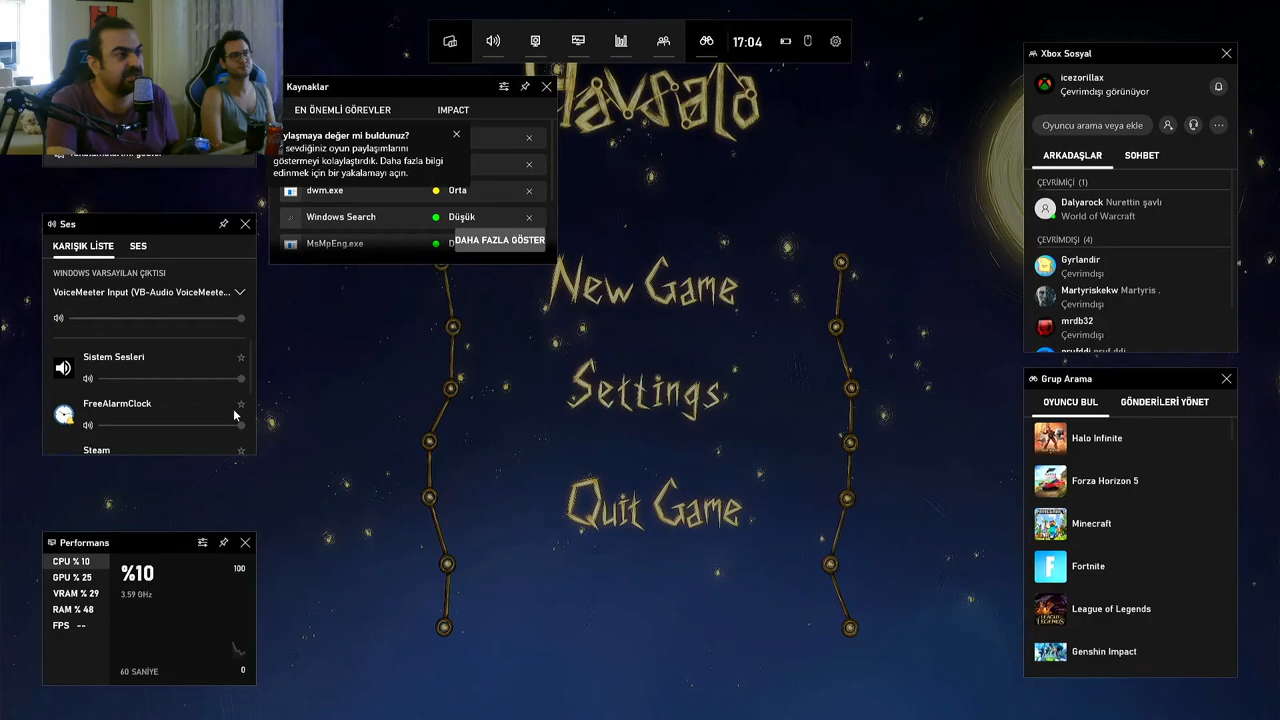 17:04
Havsala
Kaynaklar
EN ÖNEMLİ GÖREVLER
IMPACT
ylaşmaya değer mi buldunuz?
sevdiğiniz oyun paylaşımlarını
göstermeyi kolaylaştırdık. Daha fazla bilgi
edinmek için bir yakalamayı açın.
dwm.exe
Orta
Windows Search
Düşük
MsMpEng.exe
D
DAHA FAZLA GÖSTER
Ses
KARIŞIK LİSTE
SES
WINDOWS VARSAYILAN ÇIKTISI
VoiceMeeter Input (VB-Audio VoiceMeete...
Sistem Sesleri
FreeAlarmClock
Steam
Performans
CPU % 10
GPU % 25
VRAM % 29
RAM % 48
FPS --
%10
3.59 GHz
100
60 SANİYE
0
New Game
Settings
Quit Game
Xbox Sosyal
icezorillax
Çevrimdışı görünüyor
Oyuncu arama veya ekle
ARKADAŞLAR
SOHBET
ÇEVRİMİÇİ (1)
Dalyarock Nurettin şavlı
World of Warcraft
ÇEVRİMDIŞI (4)
Gyrlandir
Çevrimdışı
Martyriskekw Martyris .
Çevrimdışı
mrdb32
Çevrimdışı
Grup Arama
OYUNCU BUL
GÖNDERİLERİ YÖNET
Halo Infinite
Forza Horizon 5
Minecraft
Fortnite
League of Legends
Genshin Impact